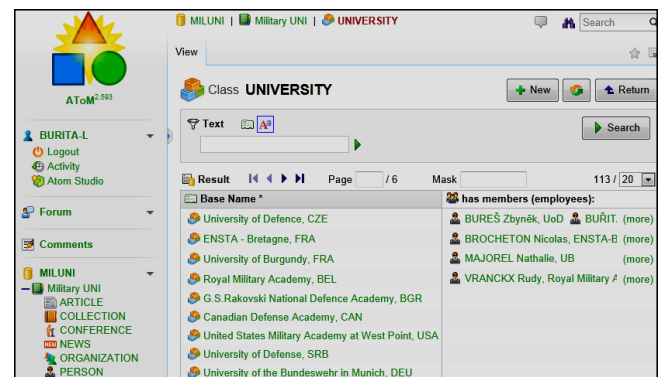 MILUNI | Military UNI | UNIVERSITY
Search
View
AToM 2.593
Class UNIVERSITY
New
Return
Text
Aª
Search
BURITA-L
Logout
Activity
Atom Studio
Forum
Comments
MILUNI
Military UNI
ARTICLE
COLLECTION
CONFERENCE
NEWS
ORGANIZATION
PERSON
Result Page / 6 Mask 113 / 20
Base Name * has members (employees):
University of Defence, CZE BUREŠ Zbyněk, UoD BUŘIT. (more)
ENSTA - Bretagne, FRA BROCHETON Nicolas, ENSTA-B (more)
University of Burgundy, FRA MAJOREL Nathalie, UB (more)
Royal Military Academy, BEL VRANCKX Rudy, Royal Military A (more)
G.S.Rakovski National Defence Academy, BGR
Canadian Defense Academy, CAN
United States Military Academy at West Point, USA
University of Defense, SRB
University of the Bundeswehr in Munich, DEU